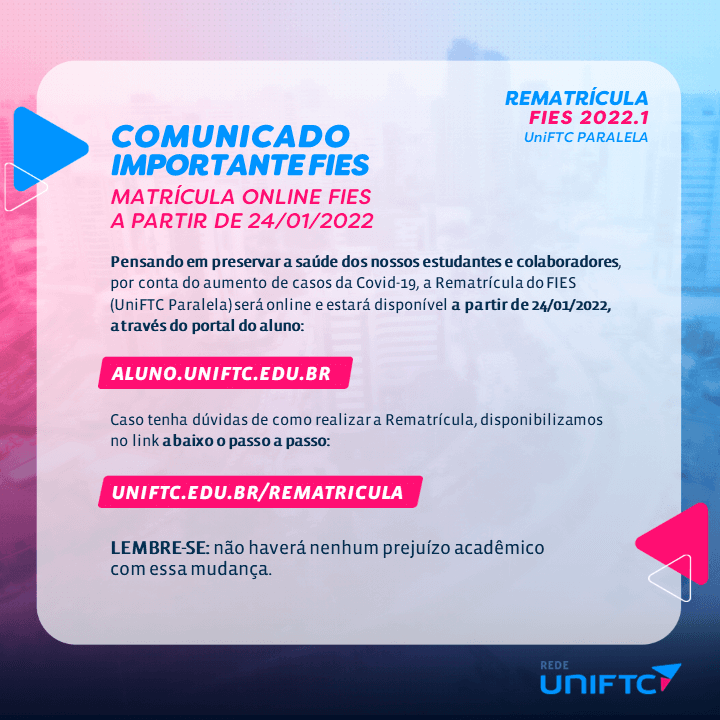 REMATRÍCULA
FIES 2022.1
UniFTC PARALELA
COMUNICADO
IMPORTANTE FIES
MATRÍCULA ONLINE FIES
A PARTIR DE 24/01/2022
Pensando em preservar a saúde dos nossos estudantes e colaboradores,
por conta do aumento de casos da Covid-19, a Rematrícula do FIES
(UniFTC Paralela) será online e estará disponível a partir de 24/01/2022,
através do portal do aluno:
ALUNO.UNIFTC.EDU.BR
Caso tenha dúvidas de como realizar a Rematrícula, disponibilizamos
no link abaixo o passo a passo:
UNIFTC.EDU.BR/REMATRICULA
LEMBRE-SE: não haverá nenhum prejuízo acadêmico
com essa mudança.
REDE
UNIFTC